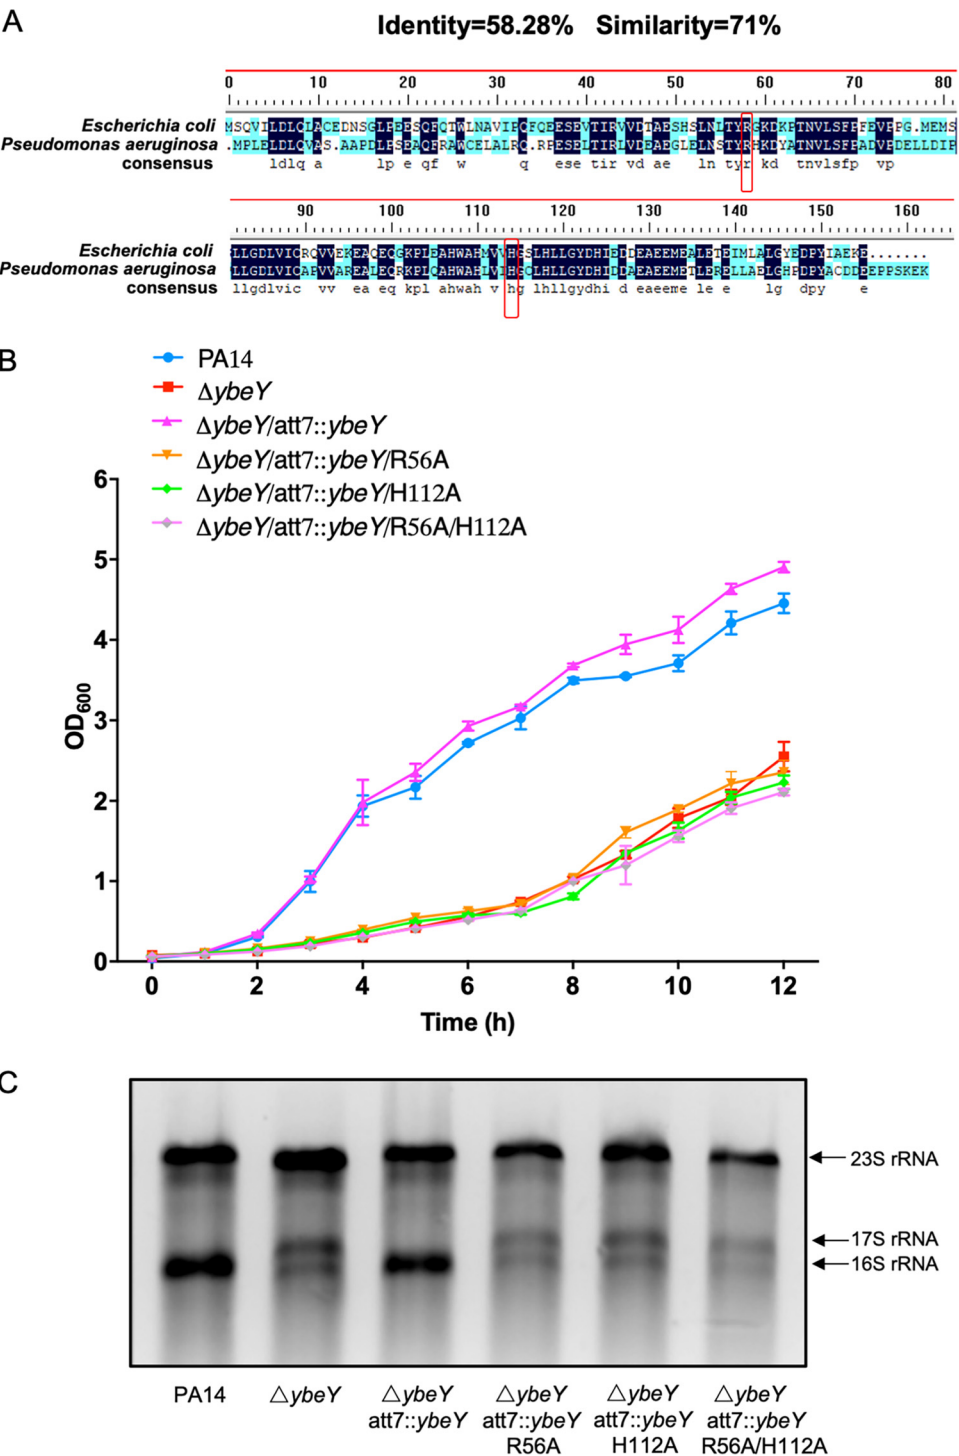 A
Identity=58.28% Similarity=71%
0 10 20 30 40 50 60 70 80
Escherichia coli
Pseudomonas aeruginosa
consensus ldlq a lp e qf w q ese tir vd ae ln tyr kd tnvlsfp vp
90 100 110 120 130 140 150 160
Escherichia coli
Pseudomonas aeruginosa
consensus llgdlvic vv ea eq kpl ahwah v hg lhllgydhi d eaeeme le e lg dpy e
B
PA14
ΔybeY
ΔybeY/att7::ybeY
ΔybeY/att7::ybeY/R56A
ΔybeY/att7::ybeY/H112A
ΔybeY/att7::ybeY/R56A/H112A
6
5
4
3
2
1
0
OD600
0 2 4 6 8 10 12
Time (h)
C
23S rRNA
17S rRNA
16S rRNA
PA14 △ybeY △ybeY △ybeY △ybeY △ybeY
att7::ybeY att7::ybeY att7::ybeY att7::ybeY
R56A H112A R56A/H112A